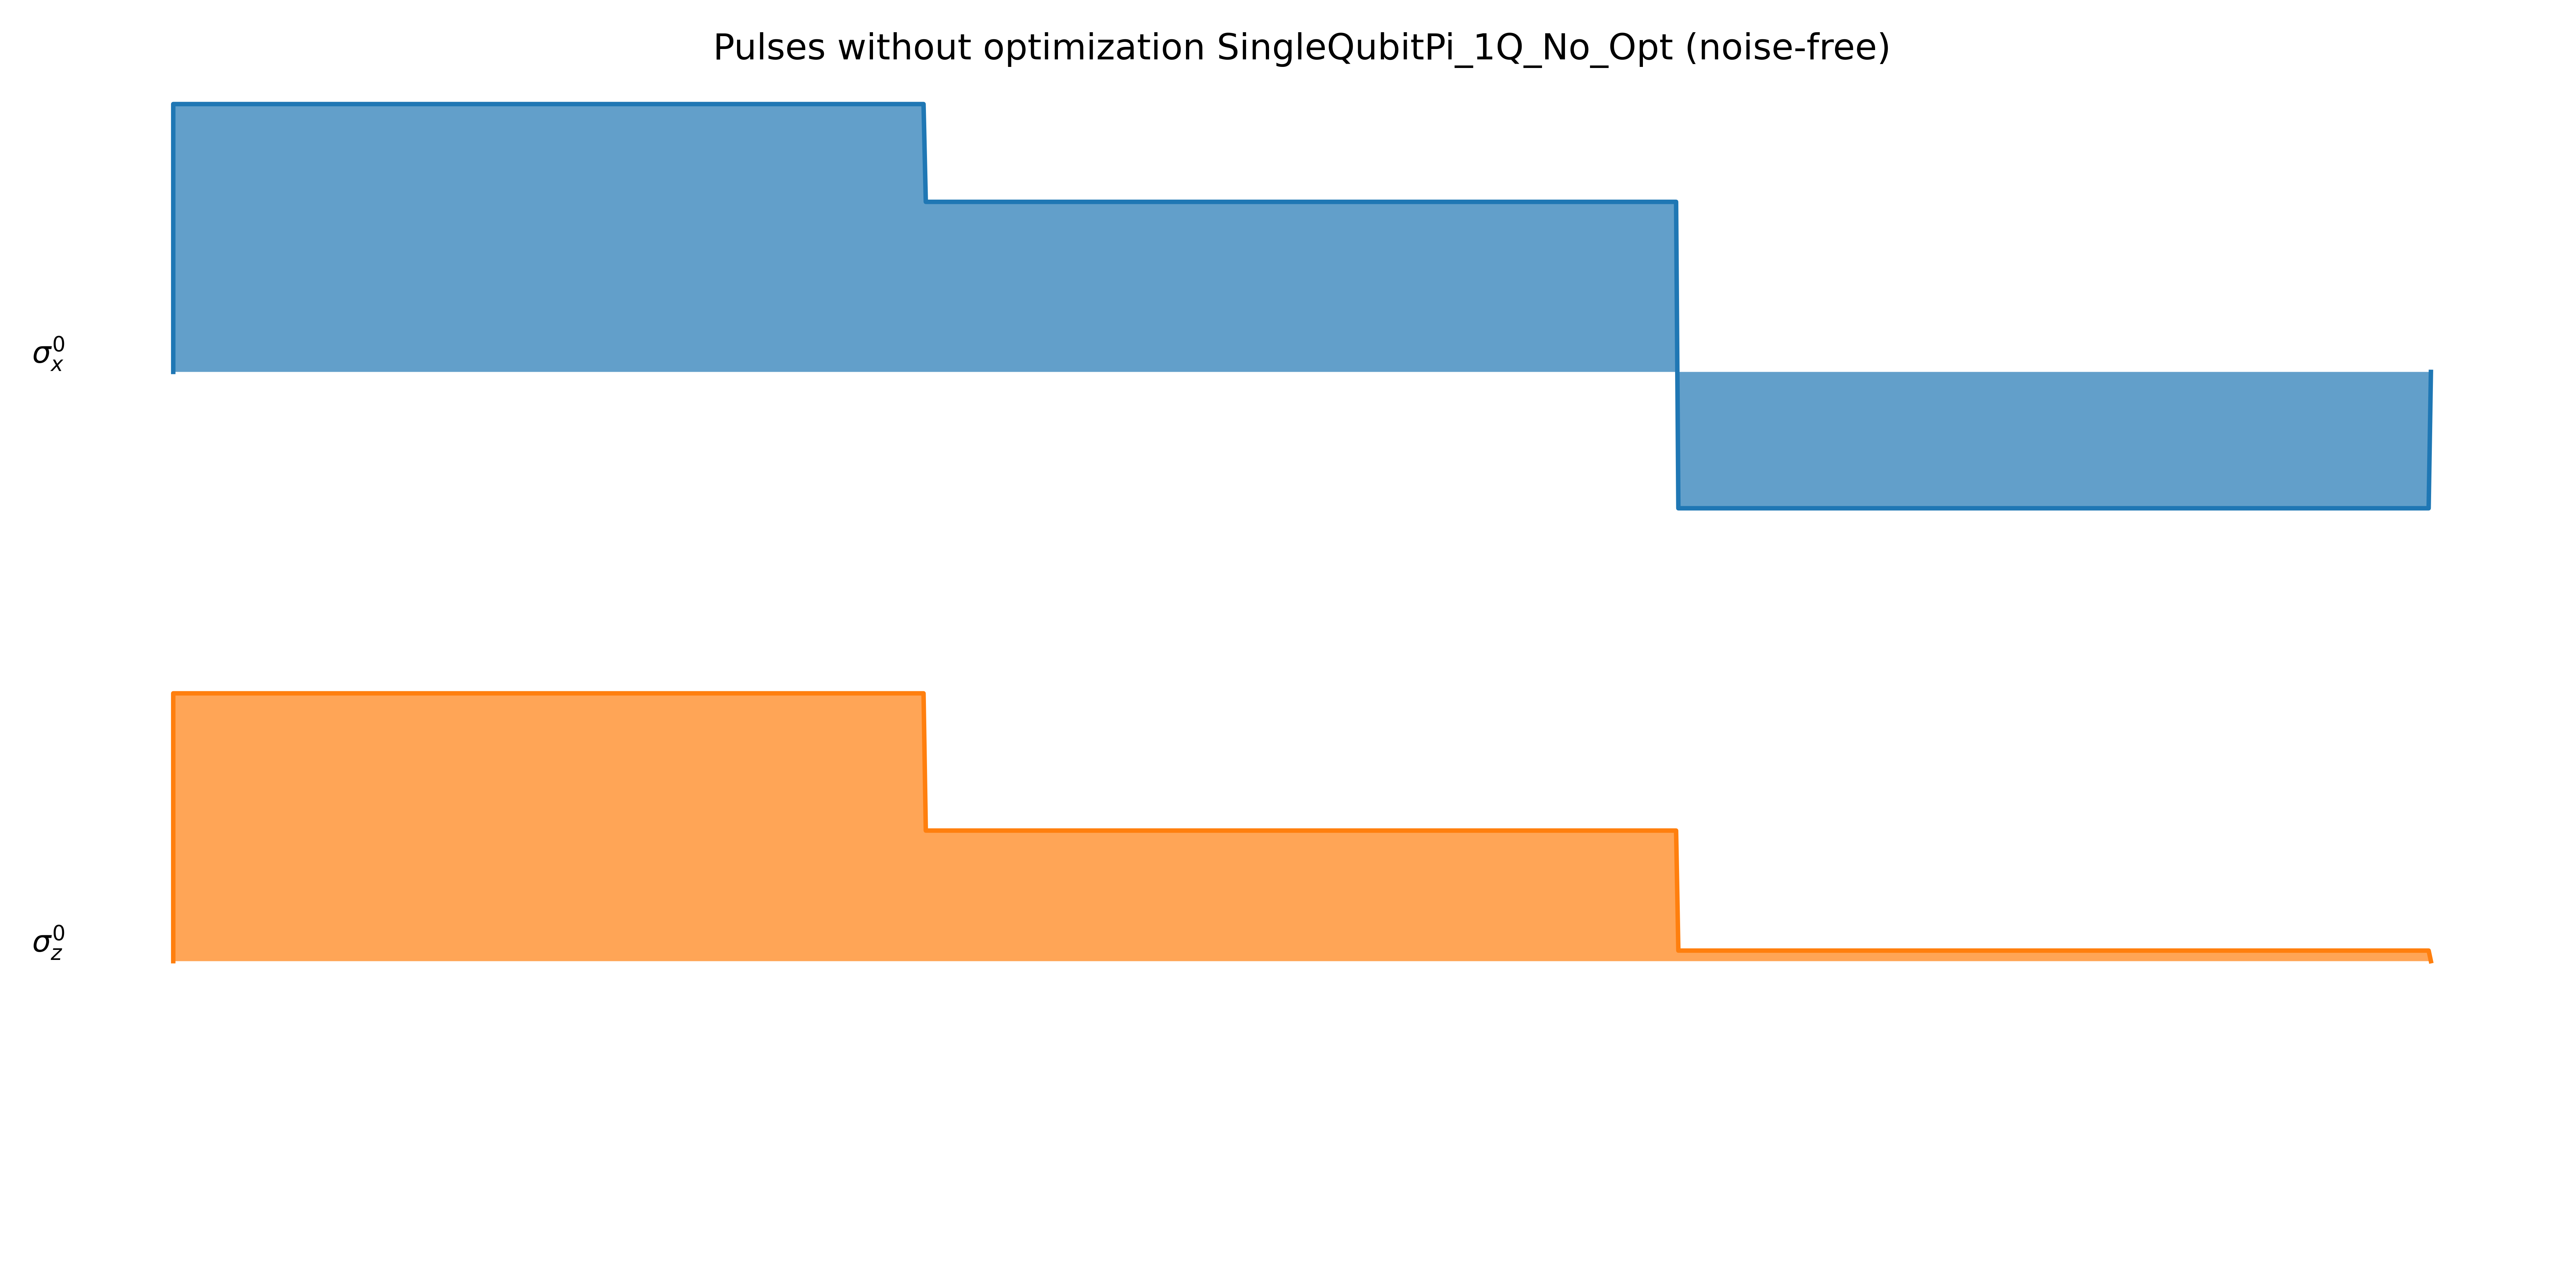 Pulses without optimization SingleQubitPi_1Q_No_Opt (noise-free)
σ_x^0
σ_z^0